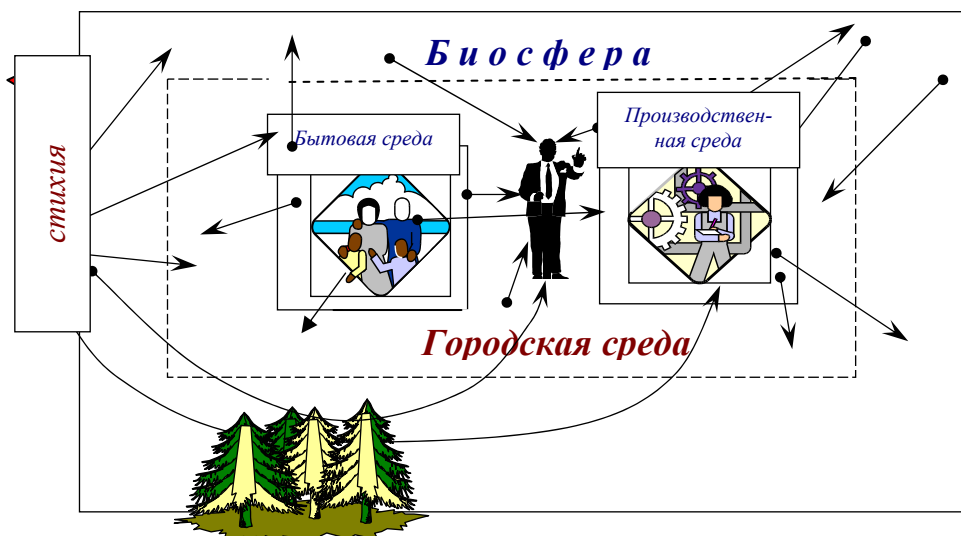 Б и о с ф е р а
стихия
Бытовая среда
Производствен-
ная среда
Городская среда